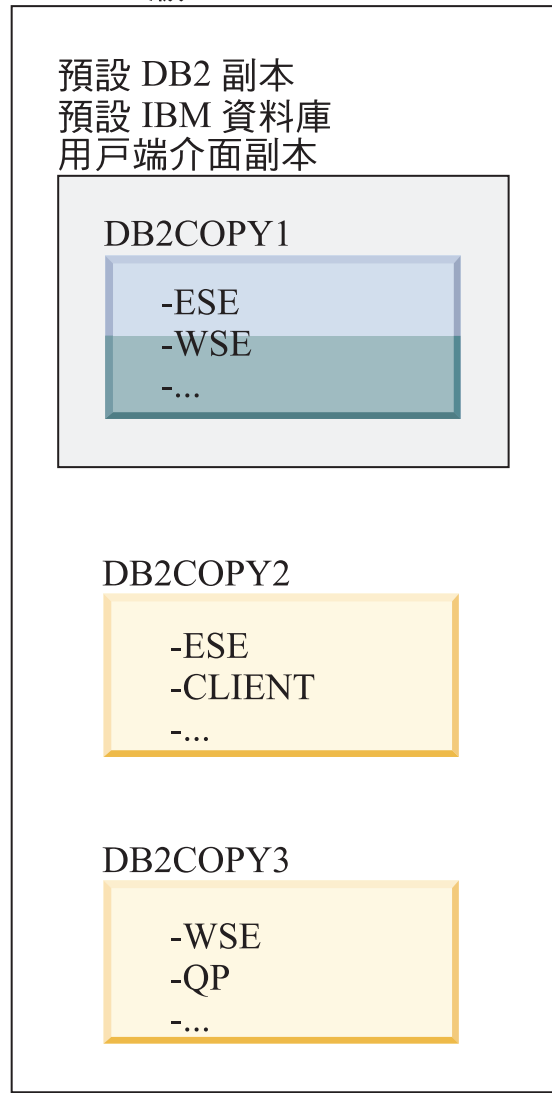 預設 DB2 副本
預設 IBM 資料庫
用戶端介面副本
DB2COPY1
-ESE
-WSE
-...
DB2COPY2
-ESE
-CLIENT
-...
DB2COPY3
-WSE
-QP
-...